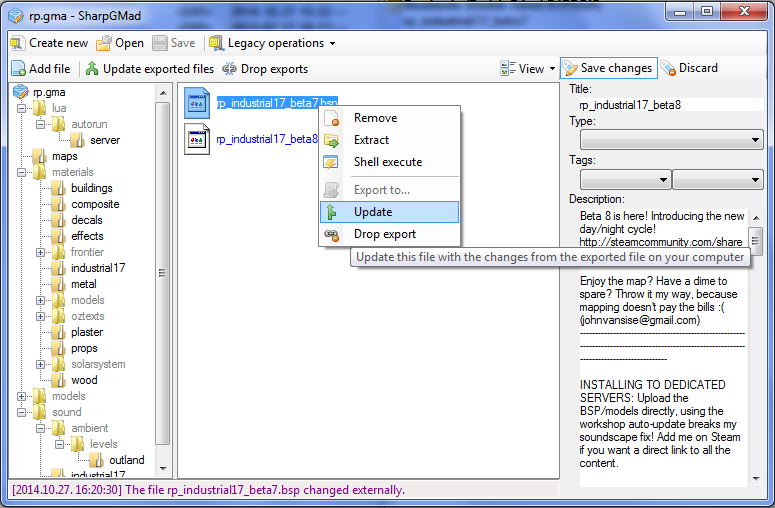 rp.gma - SharpGMad
Create new Open Save Legacy operations
Add file Update exported files Drop exports View Save changes Discard
rp.gma
lua
autorun
server
maps
materials
buildings
composite
decals
effects
frontier
industrial17
metal
models
oztexts
plaster
props
solarsystem
wood
models
sound
ambient
levels
outland
industrial17
rp_industrial17_beta7.bsp
rp_industrial17_beta8
Remove
Extract
Shell execute
Export to...
Update
Drop export
Update this file with the changes from the exported file on your computer
Title:
rp_industrial17_beta8
Type:
Tags:
Description:
Beta 8 is here! Introducing the new
day/night cycle!
http://steamcommunity.com/share
Enjoy the map? Have a dime to
spare? Throw it my way, because
mapping doesn't pay the bills :(
(johnvansise@gmail.com)
INSTALLING TO DEDICATED
SERVERS: Upload the
BSP/models directly, using the
workshop auto-update breaks my
soundscape fix! Add me on Steam
if you want a direct link to all the
content.
[2014.10.27. 16:20:30] The file rp_industrial17_beta7.bsp changed externally.